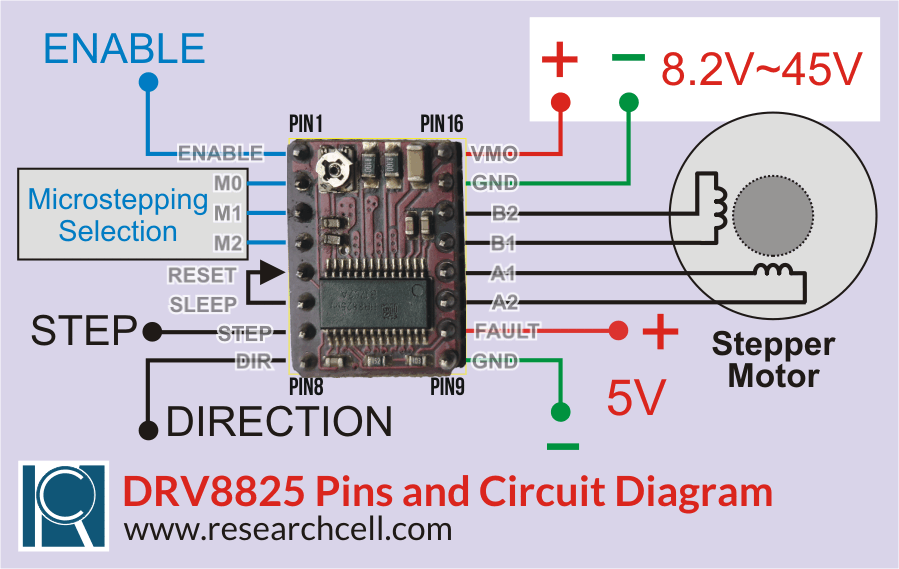 ENABLE
8.2V~45V
PIN1
PIN16
ENABLE
VMO
M0
GND
Microstepping
Selection
M1
B2
M2
B1
RESET
A1
SLEEP
A2
STEP
STEP
FAULT
Stepper
Motor
DIR
GND
PIN8
PIN9
5V
DIRECTION
DRV8825 Pins and Circuit Diagram
www.researchcell.com